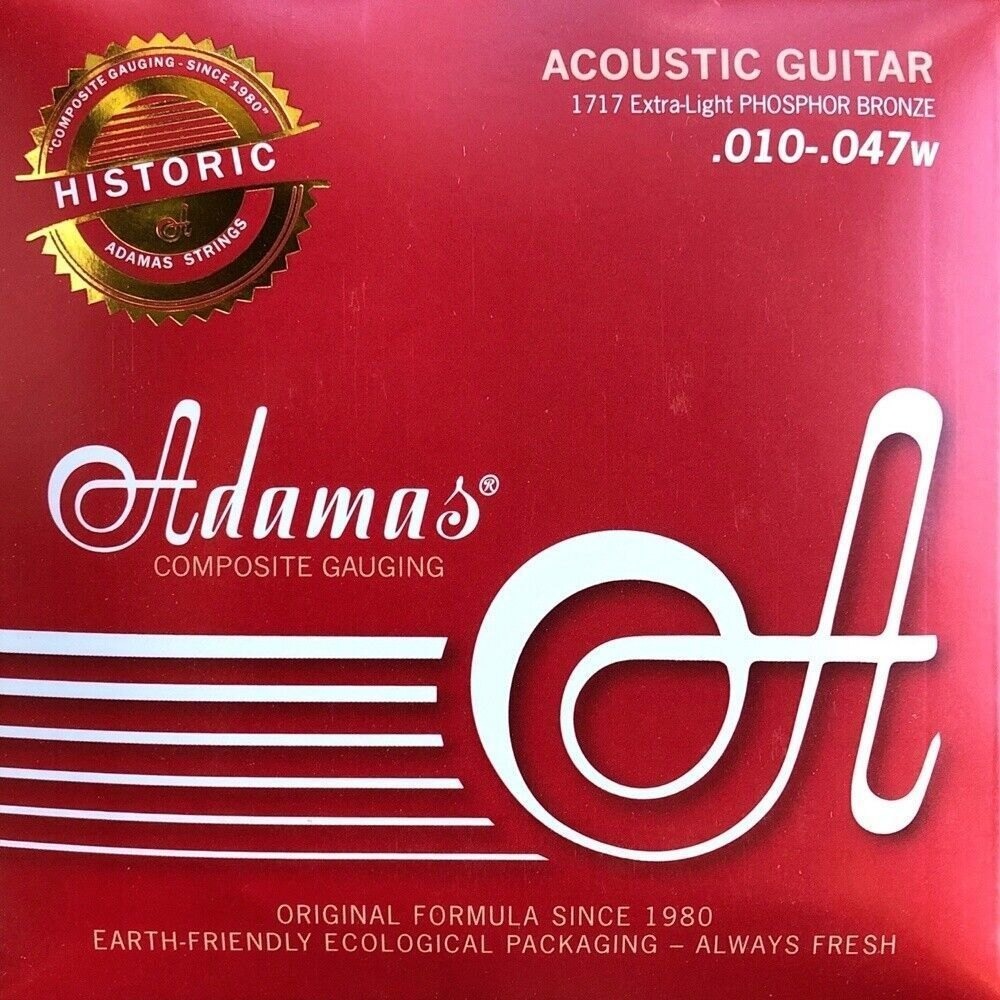 "COMPOSITE GAUGING - SINCE 1980"
HISTORIC
A
ADAMAS STRINGS
ACOUSTIC GUITAR
1717 Extra-Light PHOSPHOR BRONZE
.010-.047w
Adamas®
COMPOSITE GAUGING
A
ORIGINAL FORMULA SINCE 1980
EARTH-FRIENDLY ECOLOGICAL PACKAGING – ALWAYS FRESH